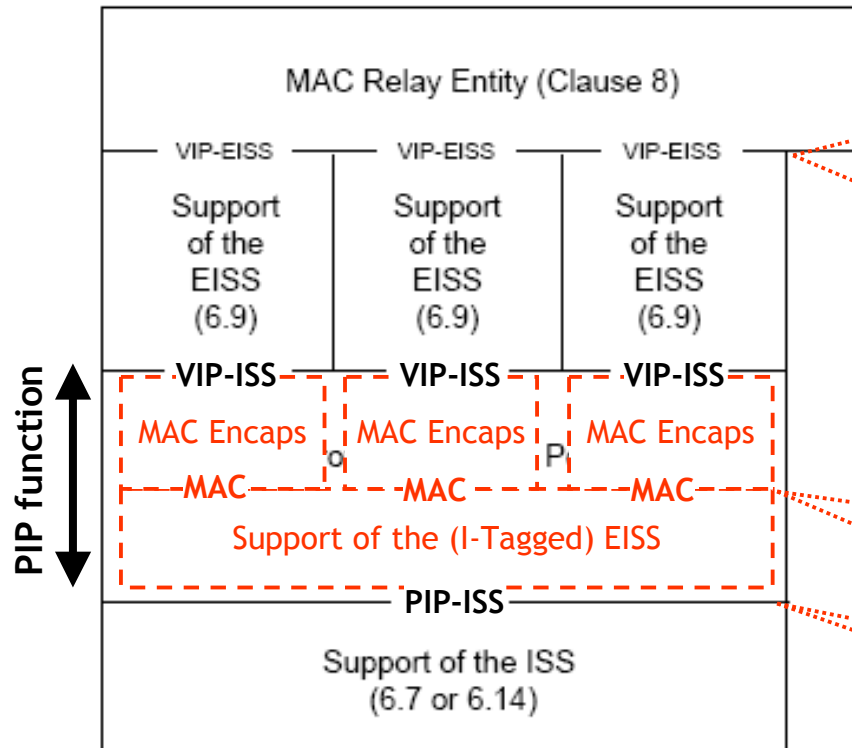 MAC Relay Entity (Clause 8)
VIP-EISS VIP-EISS VIP-EISS
Support Support Support
of the of the of the
EISS EISS EISS
(6.9) (6.9) (6.9)
PIP function
VIP-ISS VIP-ISS VIP-ISS
MAC Encaps MAC Encaps MAC Encaps
MAC MAC MAC
Support of the (I-Tagged) EISS
PIP-ISS
Support of the ISS
(6.7 or 6.14)